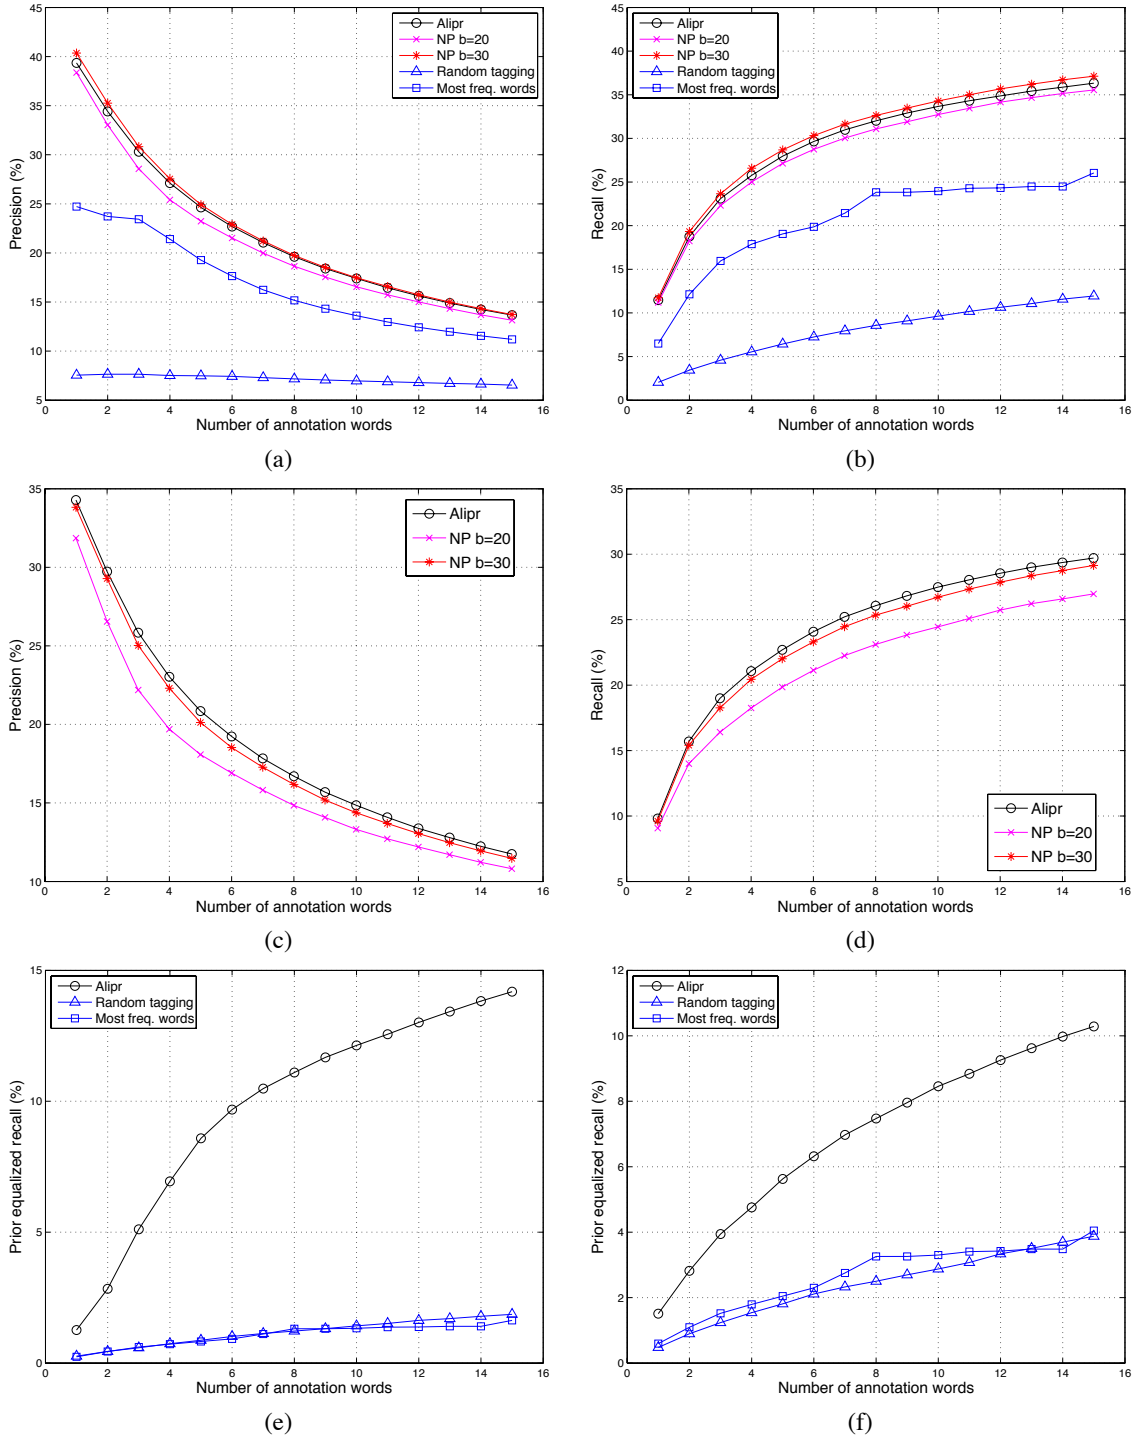 45
40
35
30
25
20
15
10
5
0 2 4 6 8 10 12 14 16
Precision (%)
Number of annotation words
Alipr
NP b=20
NP b=30
Random tagging
Most freq. words
(a)
45
40
35
30
25
20
15
10
5
0
0 2 4 6 8 10 12 14 16
Recall (%)
Number of annotation words
Alipr
NP b=20
NP b=30
Random tagging
Most freq. words
(b)
35
30
25
20
15
10
0 2 4 6 8 10 12 14 16
Precision (%)
Number of annotation words
Alipr
NP b=20
NP b=30
(c)
35
30
25
20
15
10
5
0 2 4 6 8 10 12 14 16
Recall (%)
Number of annotation words
Alipr
NP b=20
NP b=30
(d)
15
10
5
0
0 2 4 6 8 10 12 14 16
Prior equalized recall (%)
Number of annotation words
Alipr
Random tagging
Most freq. words
(e)
12
10
8
6
4
2
0
0 2 4 6 8 10 12 14 16
Prior equalized recall (%)
Number of annotation words
Alipr
Random tagging
Most freq. words
(f)